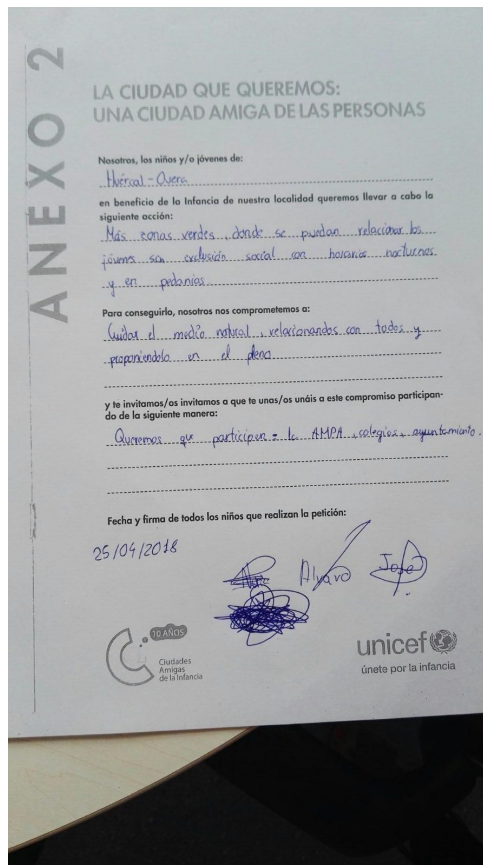 ANEXO 2
LA CIUDAD QUE QUEREMOS:
UNA CIUDAD AMIGA DE LAS PERSONAS
Nosotros, los niños y/o jóvenes de:
Huércal-Overa
en beneficio de la Infancia de nuestra localidad queremos llevar a cabo la
siguiente acción:
Más zonas verdes, donde se puedan relacionar los
jóvenes sin exclusión social con horarios nocturnos
y en pedanías
Para conseguirlo, nosotros nos comprometemos a:
Cuidar el medio natural, relacionandos con todos y
proponiendolo en el pleno
y te invitamos/os invitamos a que te unas/os unáis a este compromiso participan-
do de la siguiente manera:
Queremos que participen = la AMPA, colegios, ayuntamiento.
Fecha y firma de todos los niños que realizan la petición:
25/04/2018
Alvaro José
10 AÑOS
Ciudades
Amigas
de la Infancia
unicef
únete por la infancia